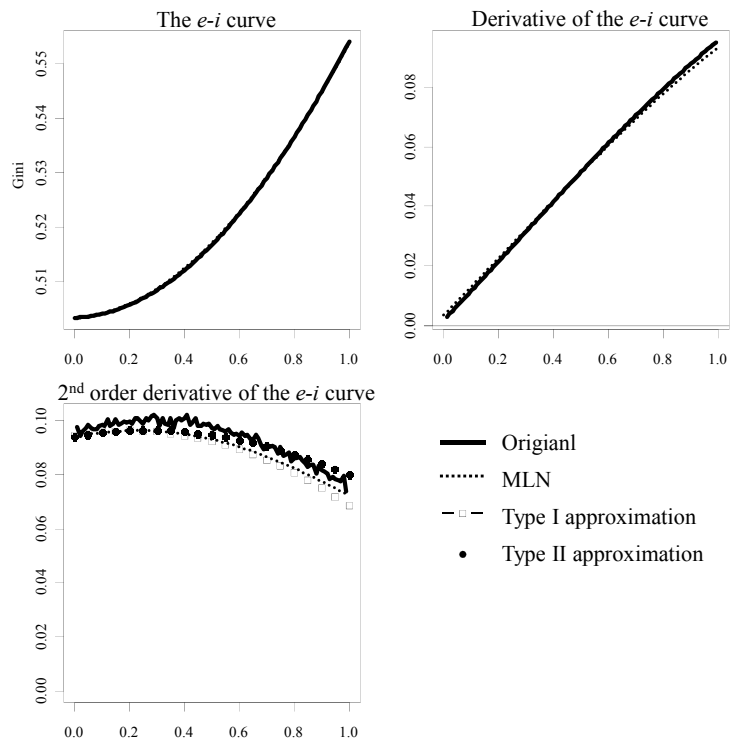 The e-i curve
Gini
0.55
0.54
0.53
0.52
0.51
0.0 0.2 0.4 0.6 0.8 1.0
Derivative of the e-i curve
0.08
0.06
0.04
0.02
0.00
0.0 0.2 0.4 0.6 0.8 1.0
2nd order derivative of the e-i curve
0.10
0.08
0.06
0.04
0.02
0.00
0.0 0.2 0.4 0.6 0.8 1.0
Origianl
MLN
Type I approximation
Type II approximation